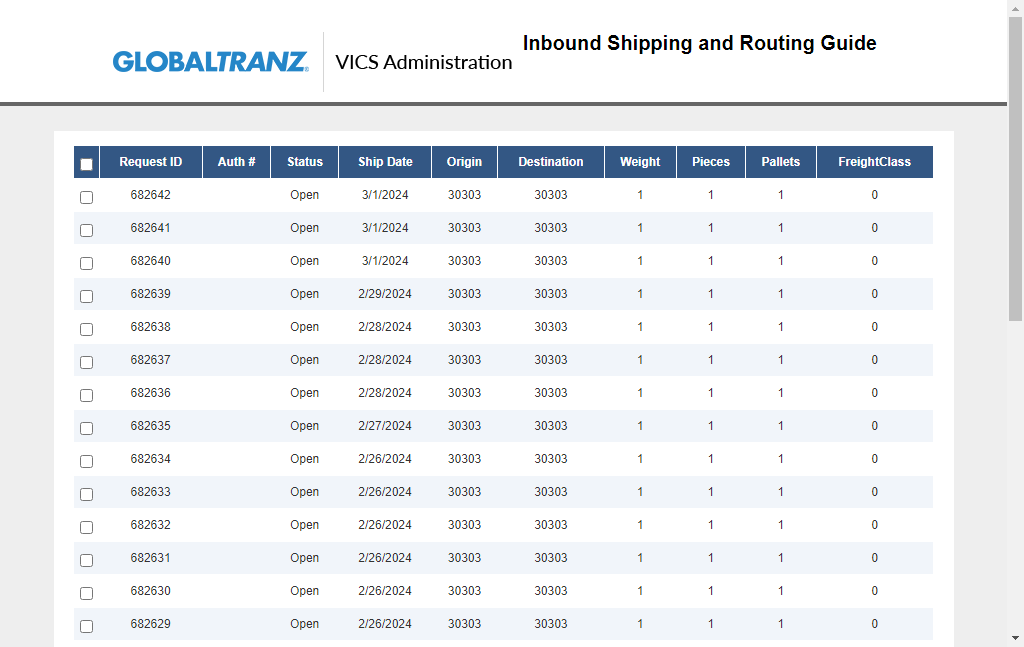 GLOBALTRANZ
VICS Administration
Inbound Shipping and Routing Guide
Request ID Auth # Status Ship Date Origin Destination Weight Pieces Pallets FreightClass
682642 Open 3/1/2024 30303 30303 1 1 1 0
682641 Open 3/1/2024 30303 30303 1 1 1 0
682640 Open 3/1/2024 30303 30303 1 1 1 0
682639 Open 2/29/2024 30303 30303 1 1 1 0
682638 Open 2/28/2024 30303 30303 1 1 1 0
682637 Open 2/28/2024 30303 30303 1 1 1 0
682636 Open 2/28/2024 30303 30303 1 1 1 0
682635 Open 2/27/2024 30303 30303 1 1 1 0
682634 Open 2/26/2024 30303 30303 1 1 1 0
682633 Open 2/26/2024 30303 30303 1 1 1 0
682632 Open 2/26/2024 30303 30303 1 1 1 0
682631 Open 2/26/2024 30303 30303 1 1 1 0
682630 Open 2/26/2024 30303 30303 1 1 1 0
682629 Open 2/26/2024 30303 30303 1 1 1 0